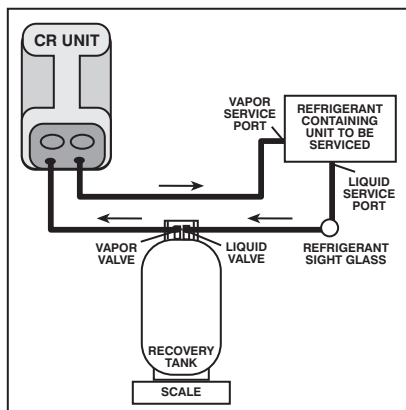 CR UNIT
VAPOR
SERVICE
PORT
REFRIGERANT
CONTAINING
UNIT TO BE
SERVICED
LIQUID
SERVICE
PORT
VAPOR
VALVE
LIQUID
VALVE
REFRIGERANT
SIGHT GLASS
RECOVERY
TANK
SCALE